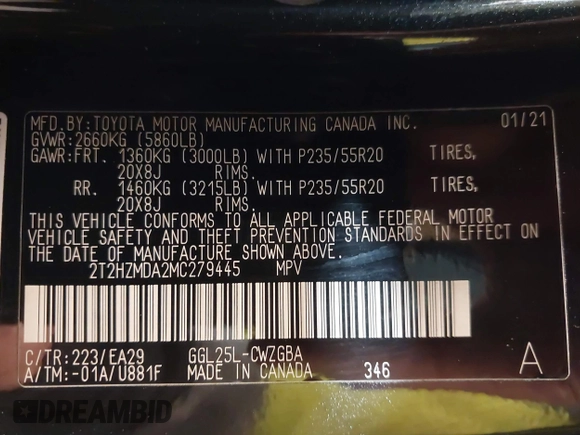 MFD.BY:TOYOTA MOTOR MANUFACTURING CANADA INC. 01/21
GVWR:2660KG (5860LB)
GAWR:FRT. 1360KG (3000LB) WITH P235/55R20 TIRES,
20X8J RIMS.
RR. 1460KG (3215LB) WITH P235/55R20 TIRES,
20X8J RIMS.
THIS VEHICLE CONFORMS TO ALL APPLICABLE FEDERAL MOTOR
VEHICLE SAFETY AND THEFT PREVENTION STANDARDS IN EFFECT ON
THE DATE OF MANUFACTURE SHOWN ABOVE.
2T2HZMDA2MC279445 MPV
C/TR:223/EA29 GGL25L-CWZGBA A
A/TM:-01A/U881F MADE IN CANADA 346
DREAMBID